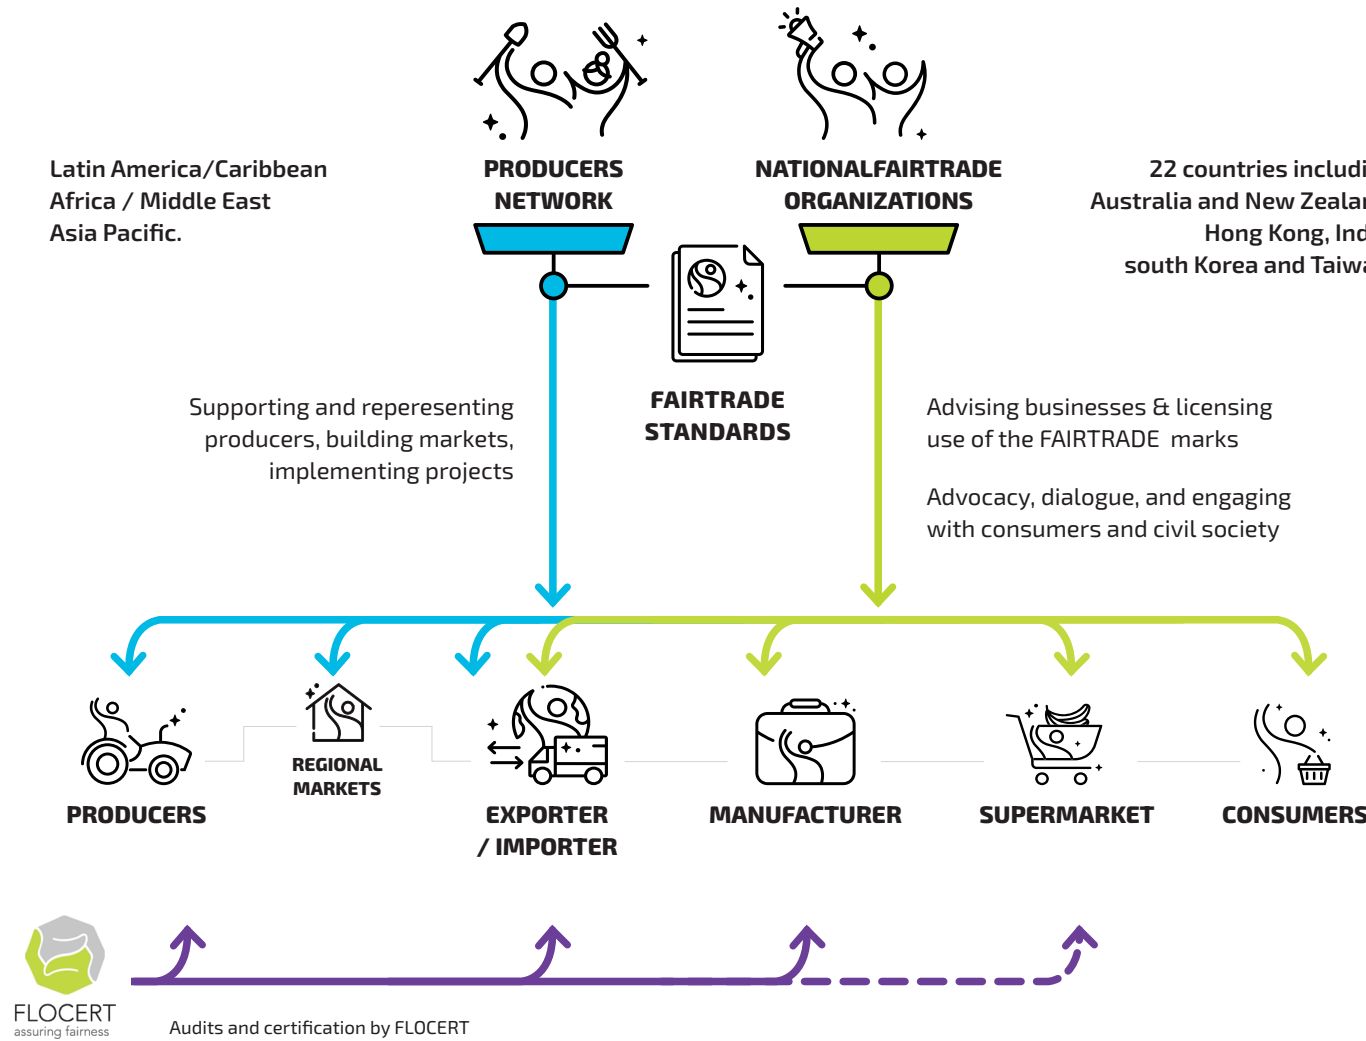 Latin America/Caribbean
Africa / Middle East
Asia Pacific.
PRODUCERS
NETWORK
NATIONALFAIRTRADE
ORGANIZATIONS
22 countries includi
Australia and New Zealan
Hong Kong, Ind
south Korea and Taiwa
FAIRTRADE
STANDARDS
Supporting and reperesenting
producers, building markets,
implementing projects
Advising businesses & licensing
use of the FAIRTRADE marks
Advocacy, dialogue, and engaging
with consumers and civil society
PRODUCERS
REGIONAL
MARKETS
EXPORTER
/ IMPORTER
MANUFACTURER
SUPERMARKET
CONSUMERS
FLOCERT
assuring fairness
Audits and certification by FLOCERT